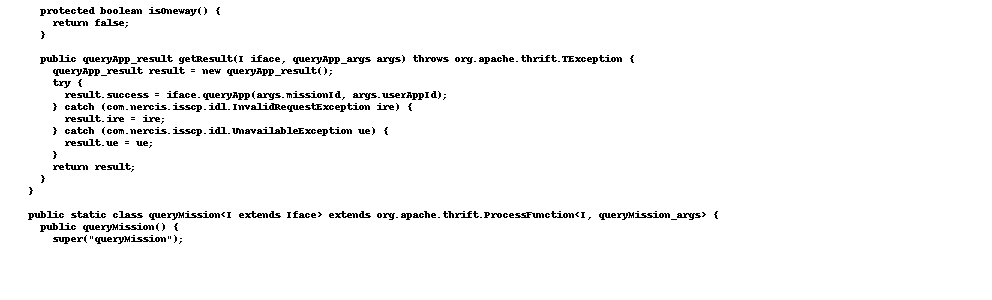 protected boolean isOneway() {
return false;
}
public queryApp_result getResult(I iface, queryApp_args args) throws org.apache.thrift.TException {
queryApp_result result = new queryApp_result();
try {
result.success = iface.queryApp(args.missionId, args.userAppId);
} catch (com.nercis.isscp.idl.InvalidRequestException ire) {
result.ire = ire;
} catch (com.nercis.isscp.idl.UnavailableException ue) {
result.ue = ue;
}
return result;
}
}
public static class queryMission<I extends Iface> extends org.apache.thrift.ProcessFunction<I, queryMission_args> {
public queryMission() {
super("queryMission");